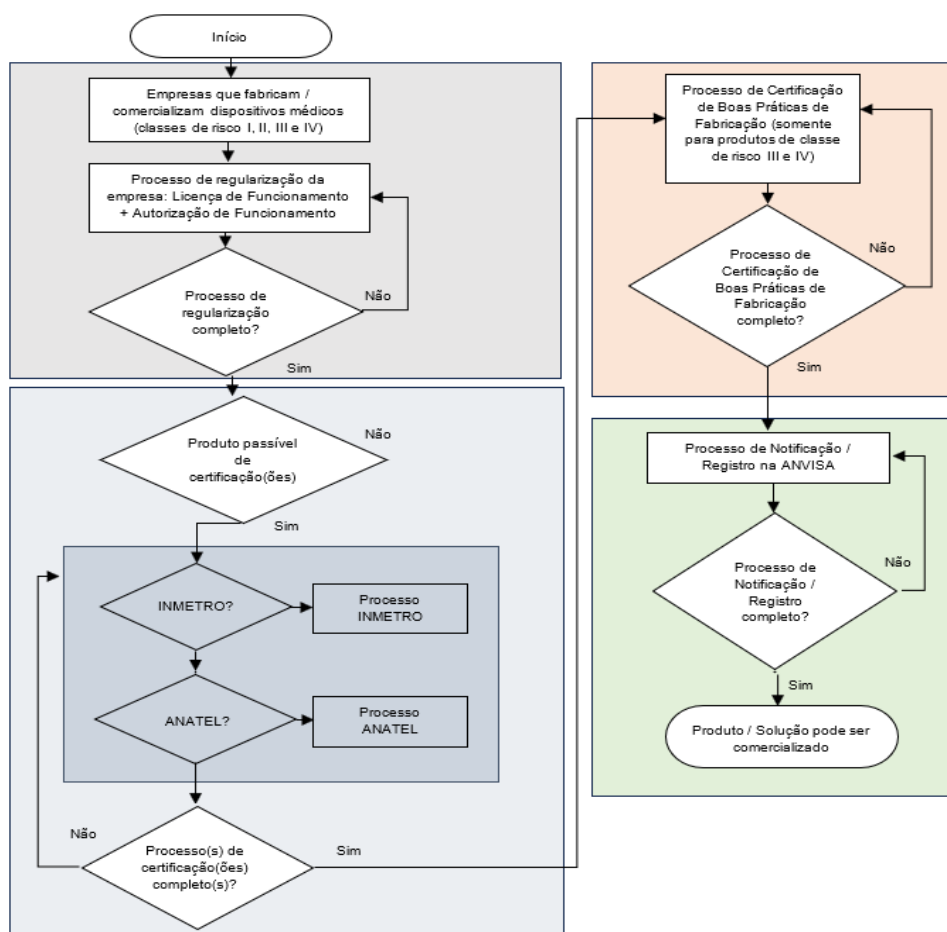 Início
Empresas que fabricam /
comercializam dispositivos médicos
(classes de risco I, II, III e IV)
Processo de regularização da
empresa: Licença de Funcionamento
+ Autorização de Funcionamento
Processo de
regularização
completo?
Não
Sim
Produto passível
de
certificação(ões)
Não
Sim
INMETRO?
Processo
INMETRO
ANATEL?
Processo
ANATEL
Não
Processo(s) de
certificação(ões)
completo(s)?
Sim
Processo de Certificação
de Boas Práticas de
Fabricação (somente
para produtos de classe
de risco III e IV)
Processo de
Certificação de
Boas Práticas de
Fabricação
completo?
Não
Sim
Processo de Notificação /
Registro na ANVISA
Processo de
Notificação /
Registro
completo?
Não
Sim
Produto / Solução pode ser
comercializado